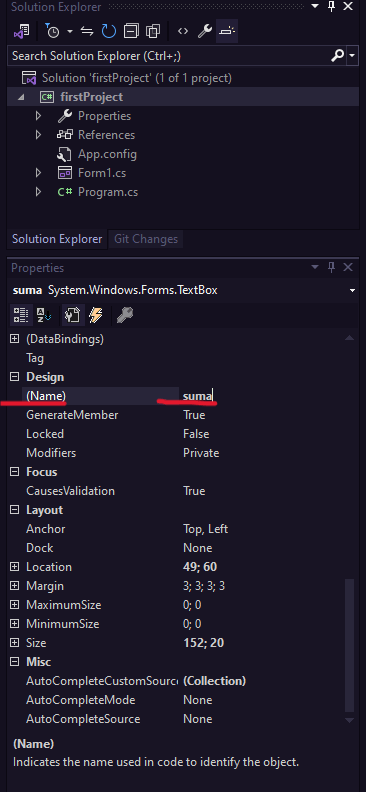 Solution Explorer
Search Solution Explorer (Ctrl+;)
Solution 'firstProject' (1 of 1 project)
C# firstProject
Properties
References
App.config
Form1.cs
C# Program.cs
Solution Explorer Git Changes
Properties
suma System.Windows.Forms.TextBox
(DataBindings)
Tag
Design
(Name) suma
GenerateMember True
Locked False
Modifiers Private
Focus
CausesValidation True
Layout
Anchor Top, Left
Dock None
Location 49; 60
Margin 3; 3; 3; 3
MaximumSize 0; 0
MinimumSize 0; 0
Size 152; 20
Misc
AutoCompleteCustomSource (Collection)
AutoCompleteMode None
AutoCompleteSource None
(Name)
Indicates the name used in code to identify the object.